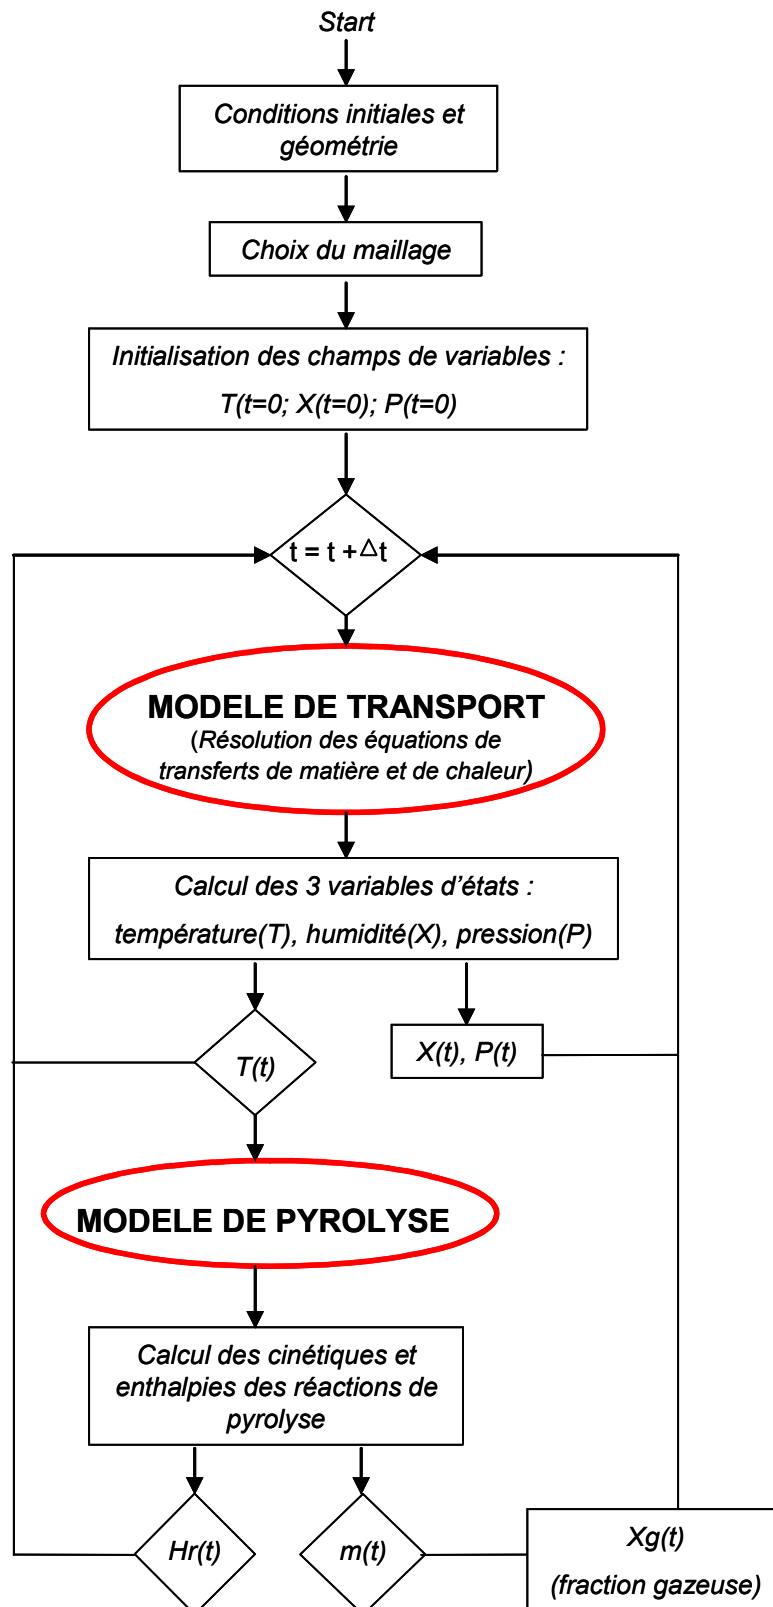 Start
Conditions initiales et
géométrie
Choix du maillage
Initialisation des champs de variables :
T(t=0; X(t=0); P(t=0)
t = t +△t
MODELE DE TRANSPORT
(Résolution des équations de
transferts de matière et de chaleur)
Calcul des 3 variables d'états :
température(T), humidité(X), pression(P)
T(t)
X(t), P(t)
MODELE DE PYROLYSE
Calcul des cinétiques et
enthalpies des réactions de
pyrolyse
Hr(t)
m(t)
Xg(t)
(fraction gazeuse)